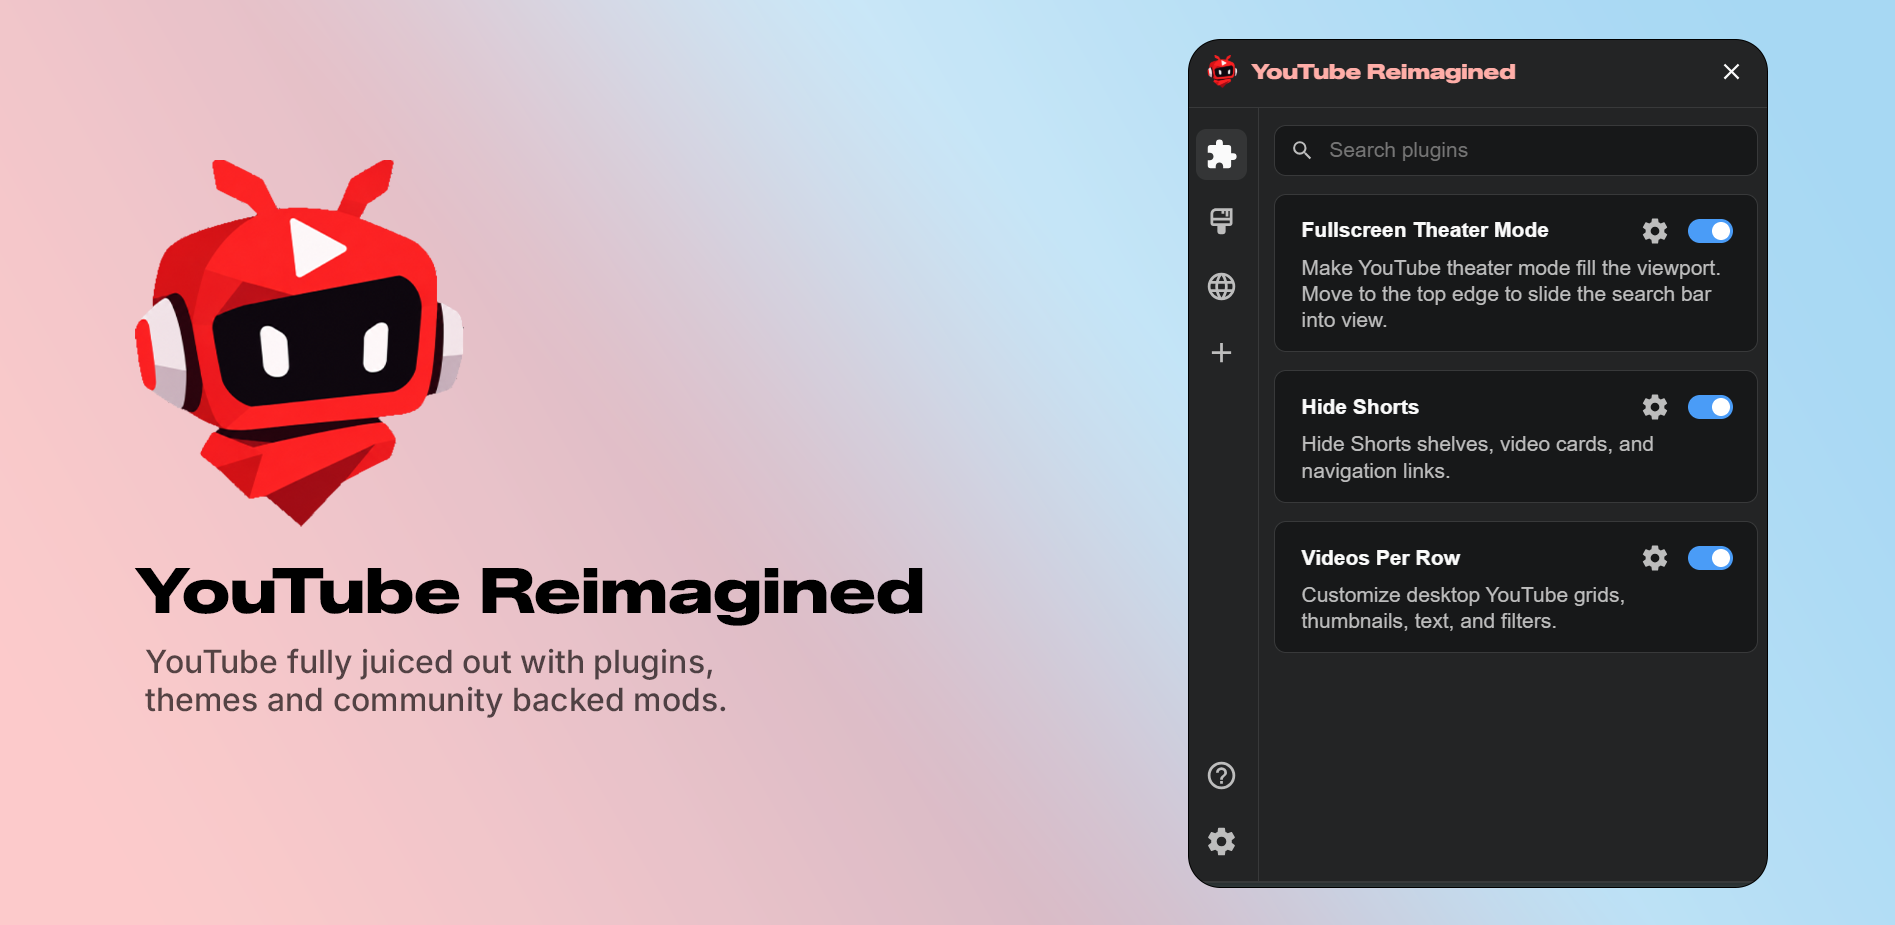 YouTube Reimagined
YouTube fully juiced out with plugins,
themes and community backed mods.
YouTube Reimagined
Search plugins
Fullscreen Theater Mode
Make YouTube theater mode fill the viewport.
Move to the top edge to slide the search bar
into view.
Hide Shorts
Hide Shorts shelves, video cards, and
navigation links.
Videos Per Row
Customize desktop YouTube grids,
thumbnails, text, and filters.